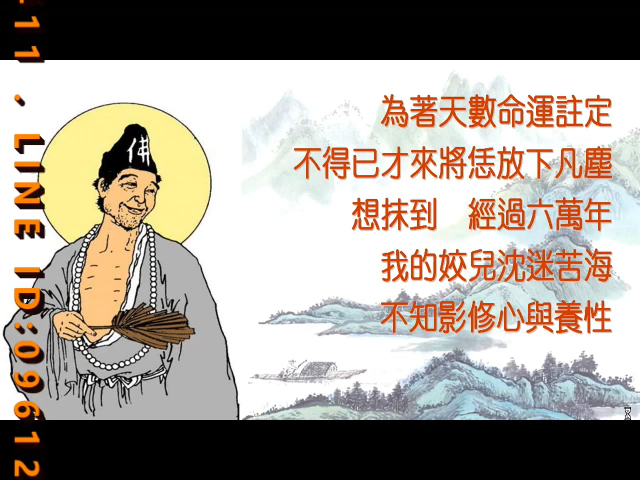 為著天數命運註定
不得已才來將恁放下凡塵
想抹到　經過六萬年
我的姣兒沈迷苦海
不知影修心與養性
佛
11 , LINE ID:09612